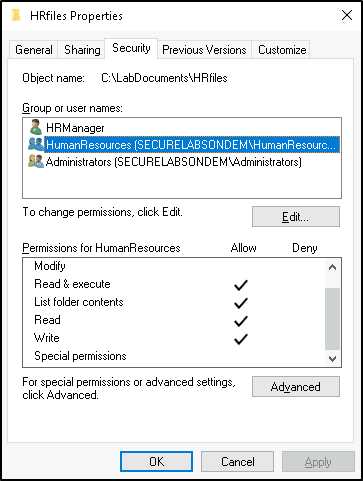 HRfiles Properties
General Sharing Security Previous Versions Customize
Object name: C:\LabDocuments\HRfiles
Group or user names:
HRManager
HumanResources (SECURELABSONDEM\HumanResourc...
Administrators (SECURELABSONDEM\Administrators)
To change permissions, click Edit.
Edit...
Permissions for HumanResources Allow Deny
Modify
Read & execute
List folder contents
Read
Write
Special permissions
For special permissions or advanced settings,
click Advanced.
Advanced
OK Cancel Apply